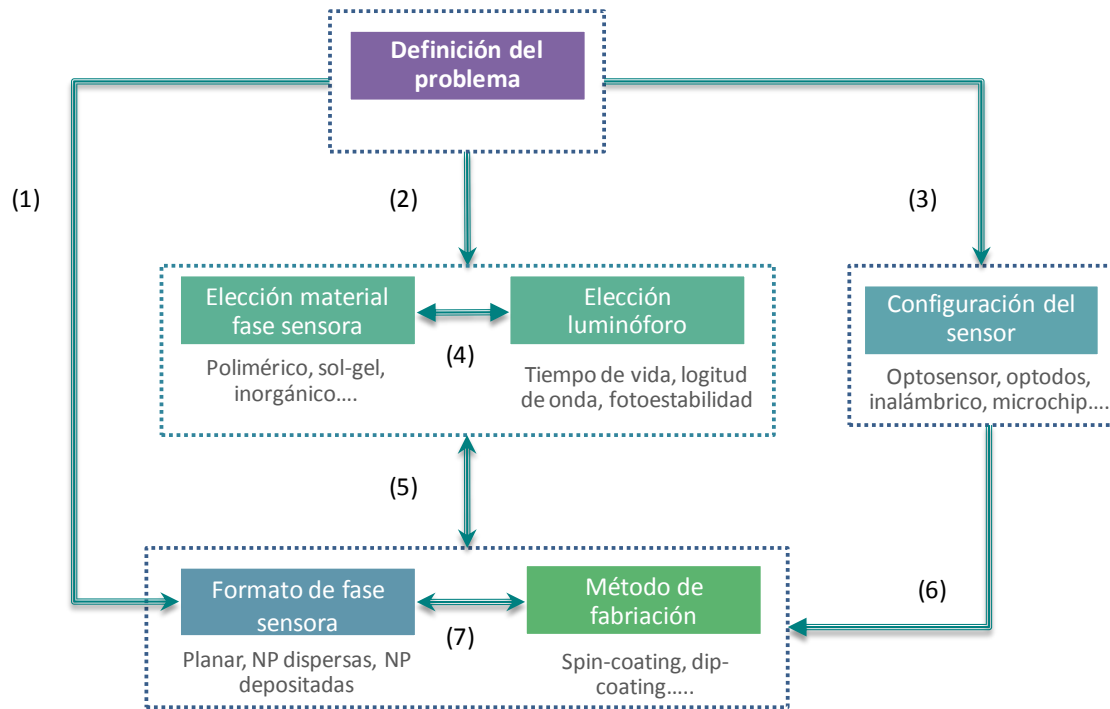 Definición del
problema
(1)
(2)
(3)
Elección material
fase sensora
Polimérico, sol-gel,
inorgánico....
(4)
Elección
luminóforo
Tiempo de vida, logitud
de onda, fotoestabilidad
Configuración del
sensor
Optosensor, optodos,
inalámbrico, microchip....
(5)
(6)
Formato de fase
sensora
Planar, NP dispersas, NP
depositadas
(7)
Método de
fabriación
Spin-coating, dip-
coating.....